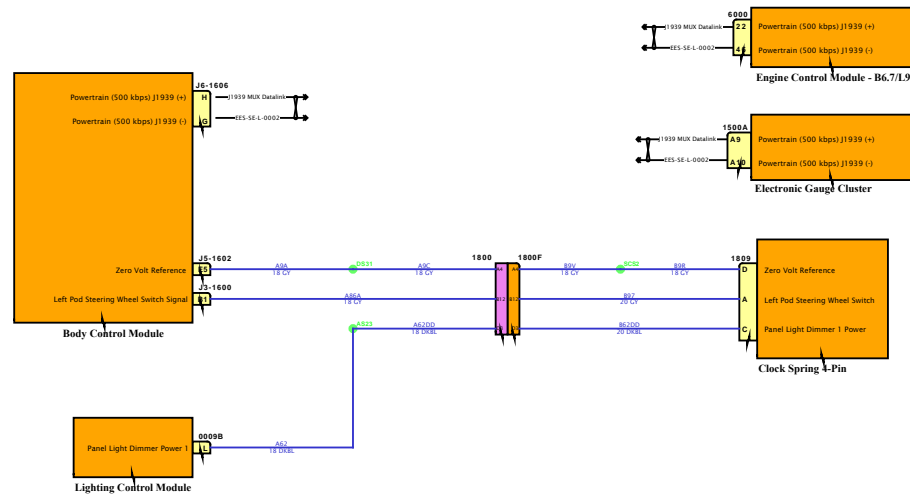 6000
J1939 MUX Datalink
22
Powertrain (500 kbps) J1939 (+)
EES-SE-L-0002
Powertrain (500 kbps) J1939 (-)
Engine Control Module - B6.7/L9
J6-1606
Powertrain (500 kbps) J1939 (+)
H
J1939 MUX Datalink
Powertrain (500 kbps) J1939 (-)
G
EES-SE-L-0002
1500A
J1939 MUX Datalink
A9
Powertrain (500 kbps) J1939 (+)
EES-SE-L-0002
A10
Powertrain (500 kbps) J1939 (-)
Electronic Gauge Cluster
J5-1602
1800
1800F
1809
Zero Volt Reference
E5
A9A
18 GY
A9C
18 GY
A4
A4
B9V
18 GY
B9R
18 GY
D
Zero Volt Reference
J3-1600
Left Pod Steering Wheel Switch Signal
B1
A86A
18 GY
B12
B12
B97
20 GY
A
Left Pod Steering Wheel Switch
A62DD
18 DKBL
B62DD
20 DKBL
C
Panel Light Dimmer 1 Power
Body Control Module
Clock Spring 4-Pin
0009B
Panel Light Dimmer Power 1
L
A62
18 DKBL
Lighting Control Module